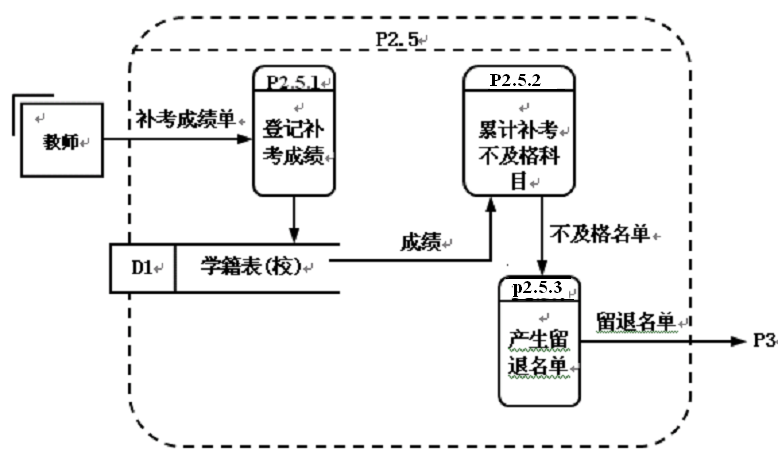 P2.5
P2.5.1
登记补
考成绩
P2.5.2
累计补考
不及格科
目
教师
补考成绩单
D1
学籍表(校)
成绩
不及格名单
p2.5.3
产生留
退名单
留退名单
P3